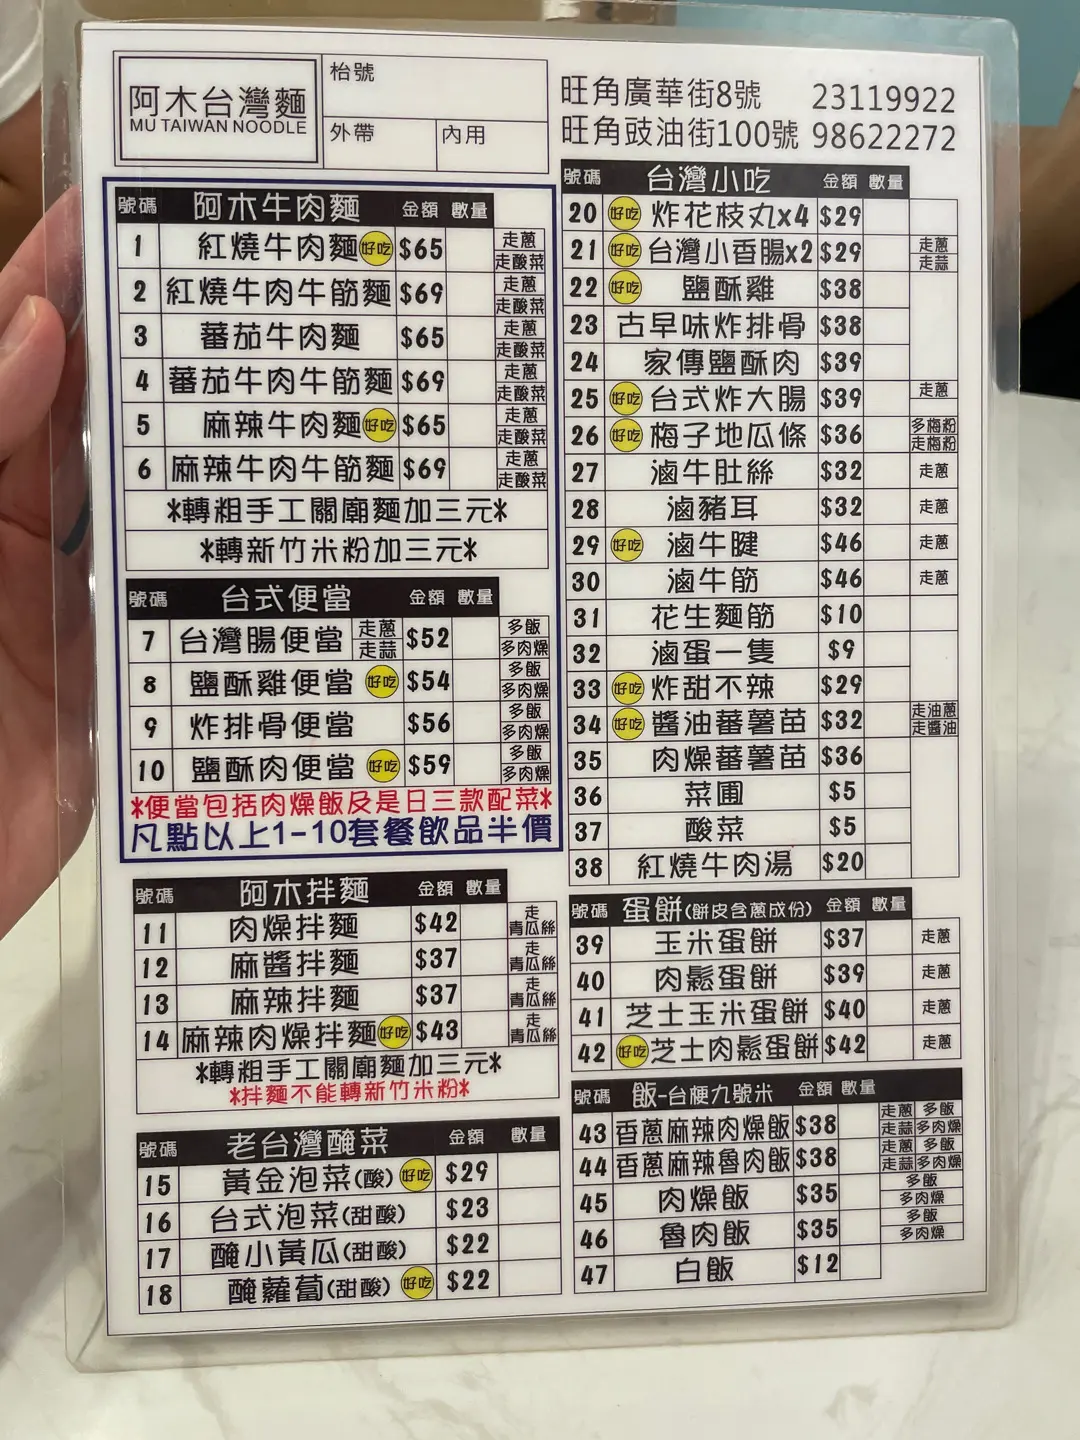 阿木台灣麵
MU TAIWAN NOODLE
枱號
外帶 內用
旺角廣華街8號 23119922
旺角豉油街100號 98622272
號碼 阿木牛肉麵 金額 數量
1 紅燒牛肉麵 好吃 $65 走蔥 走酸菜
2 紅燒牛肉牛筋麵 $69 走蔥 走酸菜
3 蕃茄牛肉麵 $65 走蔥 走酸菜
4 蕃茄牛肉牛筋麵 $69 走蔥 走酸菜
5 麻辣牛肉麵 好吃 $65 走蔥 走酸菜
6 麻辣牛肉牛筋麵 $69 走蔥 走酸菜
*轉粗手工關廟麵加三元*
*轉新竹米粉加三元*
號碼 台式便當 金額 數量
7 台灣腸便當 走蔥 走蒜 $52 多飯 多肉燥
8 鹽酥雞便當 好吃 $54 多飯 多肉燥
9 炸排骨便當 $56 多飯 多肉燥
10 鹽酥肉便當 好吃 $59 多飯 多肉燥
*便當包括肉燥飯及是日三款配菜*
凡點以上1-10套餐飲品半價
號碼 阿木拌麵 金額 數量
11 肉燥拌麵 $42 走青瓜絲
12 麻醬拌麵 $37 走青瓜絲
13 麻辣拌麵 $37 走青瓜絲
14 麻辣肉燥拌麵 好吃 $43 走青瓜絲
*轉粗手工關廟麵加三元*
*拌麵不能轉新竹米粉*
號碼 老台灣醃菜 金額 數量
15 黃金泡菜(酸) 好吃 $29
16 台式泡菜(甜酸) $23
17 醃小黃瓜(甜酸) $22
18 醃蘿蔔(甜酸) 好吃 $22
號碼 台灣小吃 金額 數量
20 好吃 炸花枝丸x4 $29
21 好吃 台灣小香腸x2 $29 走蔥 走蒜
22 好吃 鹽酥雞 $38
23 古早味炸排骨 $38
24 家傳鹽酥肉 $39
25 好吃 台式炸大腸 $39 走蔥
26 好吃 梅子地瓜條 $36 多梅粉 走梅粉
27 滷牛肚絲 $32 走蔥
28 滷豬耳 $32 走蔥
29 好吃 滷牛腱 $46 走蔥
30 滷牛筋 $46 走蔥
31 花生麵筋 $10
32 滷蛋一隻 $9
33 好吃 炸甜不辣 $29
34 好吃 醬油蕃薯苗 $32 走油蔥 走醬油
35 肉燥蕃薯苗 $36
36 菜圃 $5
37 酸菜 $5
38 紅燒牛肉湯 $20
號碼 蛋餅(餅皮含蔥成份) 金額 數量
39 玉米蛋餅 $37 走蔥
40 肉鬆蛋餅 $39 走蔥
41 芝士玉米蛋餅 $40 走蔥
42 好吃 芝士肉鬆蛋餅 $42 走蔥
號碼 飯-台梗九號米 金額 數量
43 香蔥麻辣肉燥飯 $38 走蔥 多飯 走蒜 多肉燥
44 香蔥麻辣魯肉飯 $38 走蔥 多飯 走蒜 多肉燥
45 肉燥飯 $35 多飯 多肉燥
46 魯肉飯 $35 多飯 多肉燥
47 白飯 $12